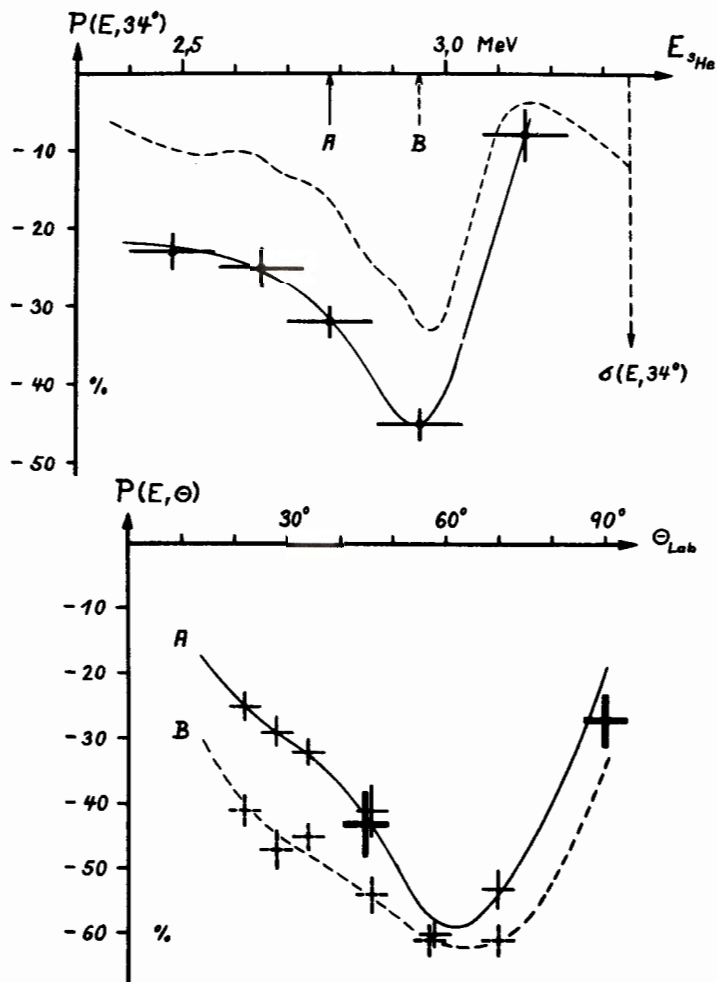 P(E,34°)
2,5 3,0 MeV E₃He
A B
- 10
- 20
- 30
- 40 %
- 50
σ(E,34°)
P(E,Θ)
30° 60° 90° Θ Lab
- 10
A
- 20
B
- 30
- 40
- 50
- 60 %